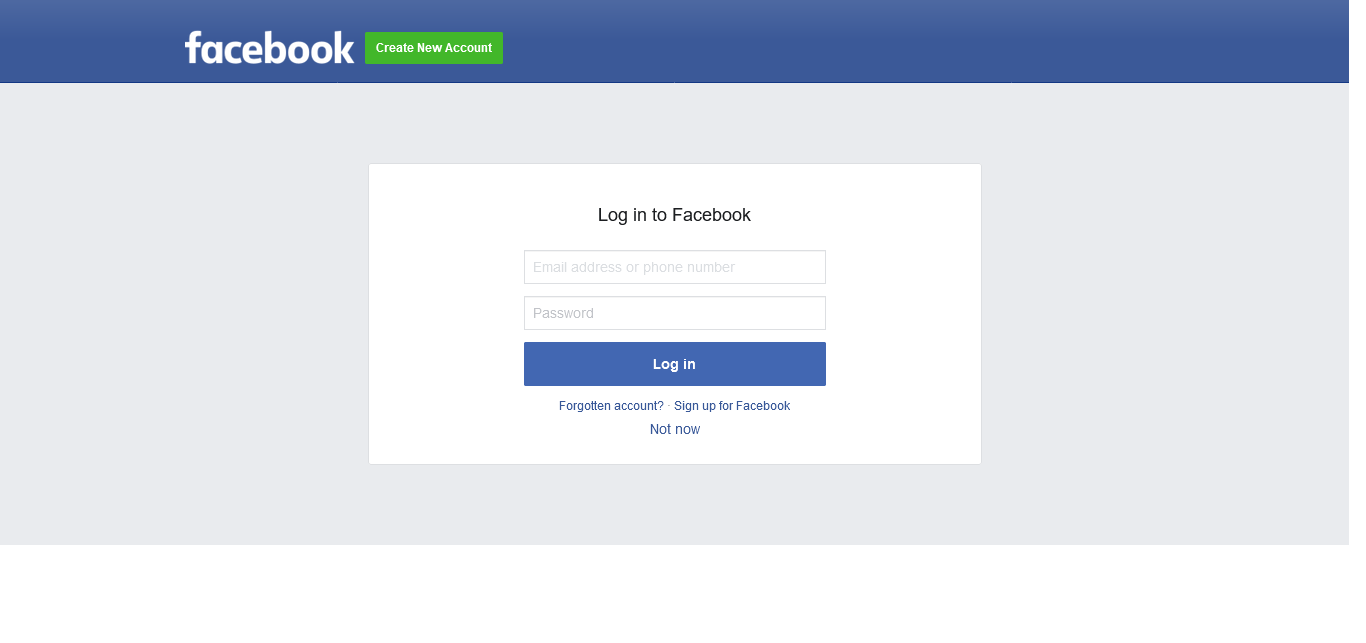 facebook Create New Account
Log in to Facebook
Email address or phone number
Password
Log in
Forgotten account? · Sign up for Facebook
Not now